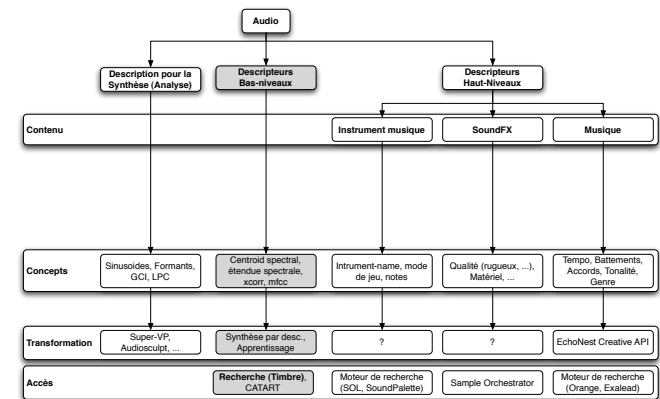 Audio
Description pour la
Synthèse (Analyse)
Descripteurs
Bas-niveaux
Descripteurs
Haut-Niveaux
Contenu
Instrument musique
SoundFX
Musique
Concepts
Sinusoides, Formants,
GCI, LPC
Centroid spectral,
étendue spectrale,
xcorr, mfcc
Intrument-name, mode
de jeu, notes
Qualité (rugueux, ...),
Matériel, ...
Tempo, Battements,
Accords, Tonalité,
Genre
Transformation
Super-VP,
Audiosculpt, ...
Synthèse par desc.,
Apprentissage
?
?
EchoNest Creative API
Accès
Recherche (Timbre),
CATART
Moteur de recherche
(SOL, SoundPalette)
Sample Orchestrator
Moteur de recherche
(Orange, Exalead)